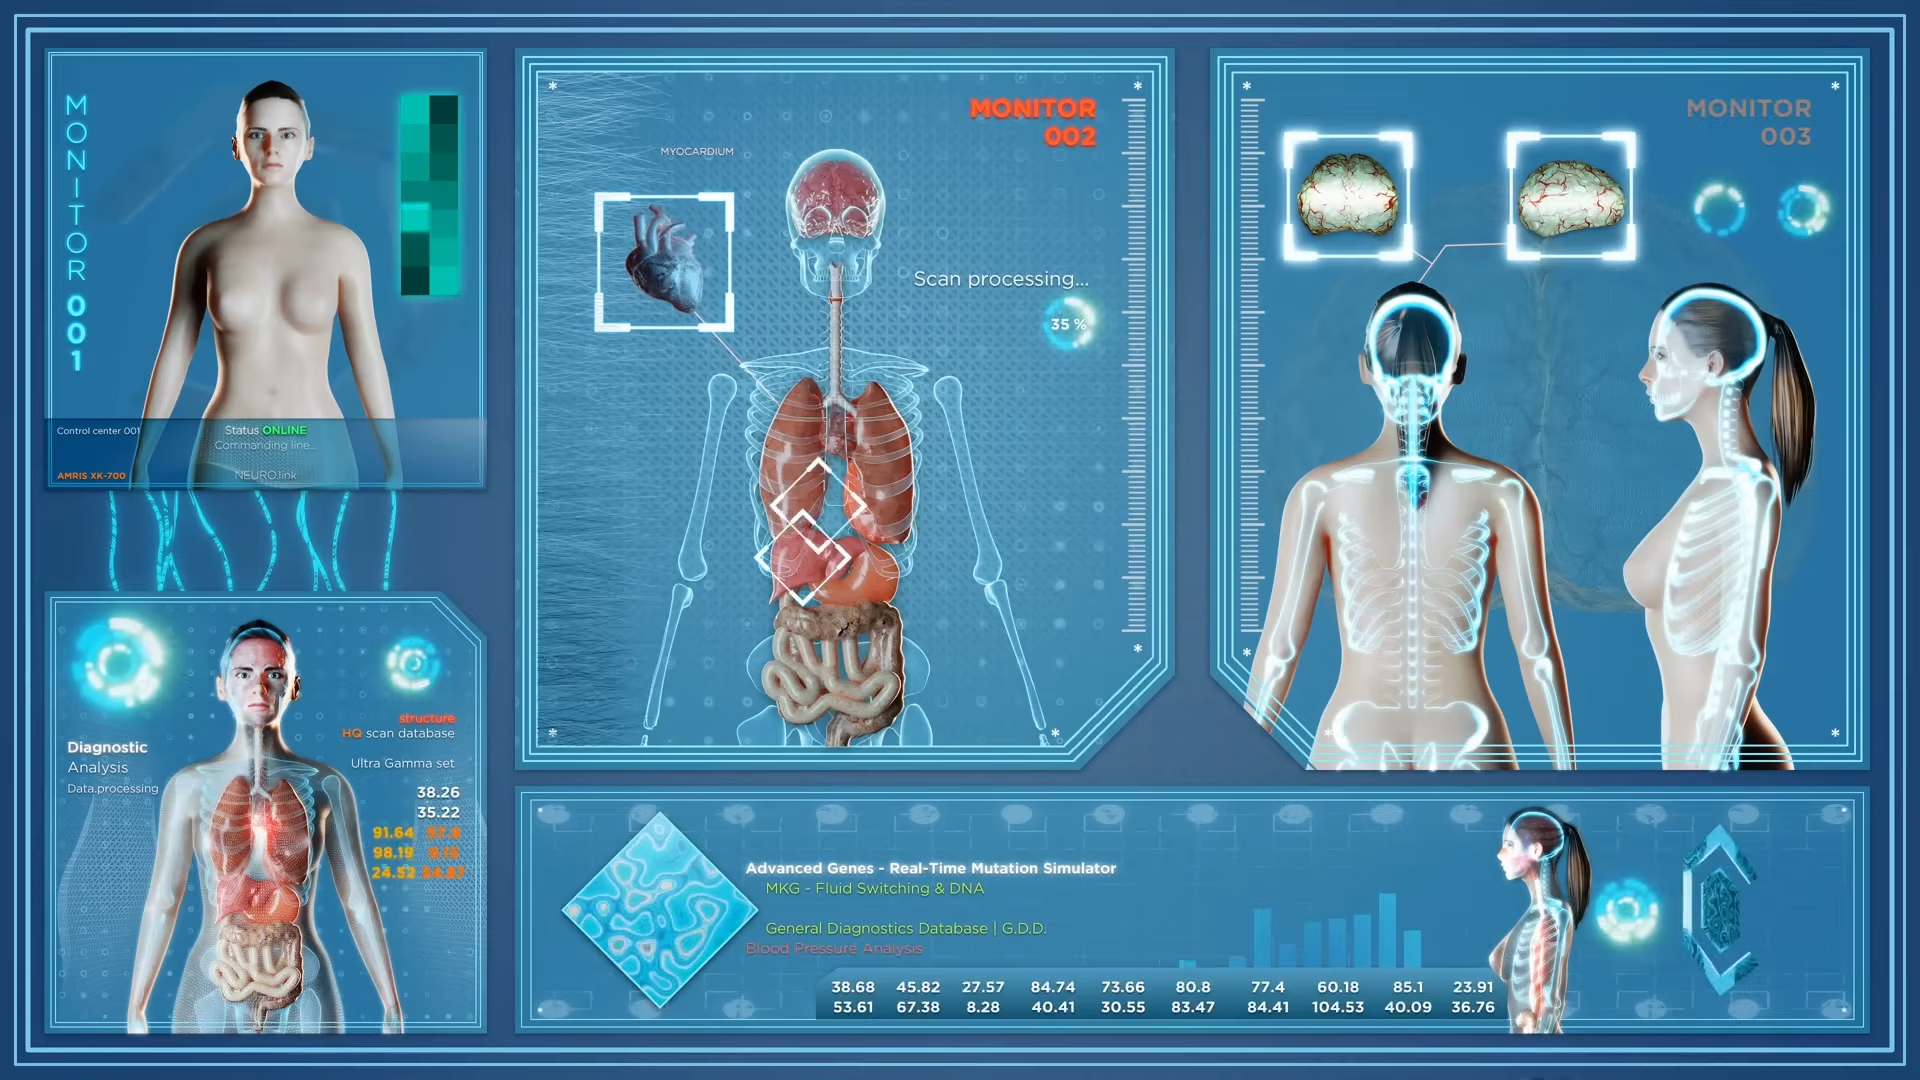 MONITOR
001
Control center 001
Status ONLINE
Commanding line...
AMRIS XK-700
NEURO.link
MONITOR
002
MYOCARDIUM
Scan processing...
35 %
MONITOR
003
structure
HQ scan database
Ultra Gamma set
Diagnostic
Analysis
Data.processing
38.26
35.22
91.64
98.19
24.52
Advanced Genes - Real-Time Mutation Simulator
MKG - Fluid Switching & DNA
General Diagnostics Database | G.D.D.
Blood Pressure Analysis
38.68 45.82 27.57 84.74 73.66 80.8 77.4 60.18 85.1 23.91
53.61 67.38 8.28 40.41 30.55 83.47 84.41 104.53 40.09 36.76